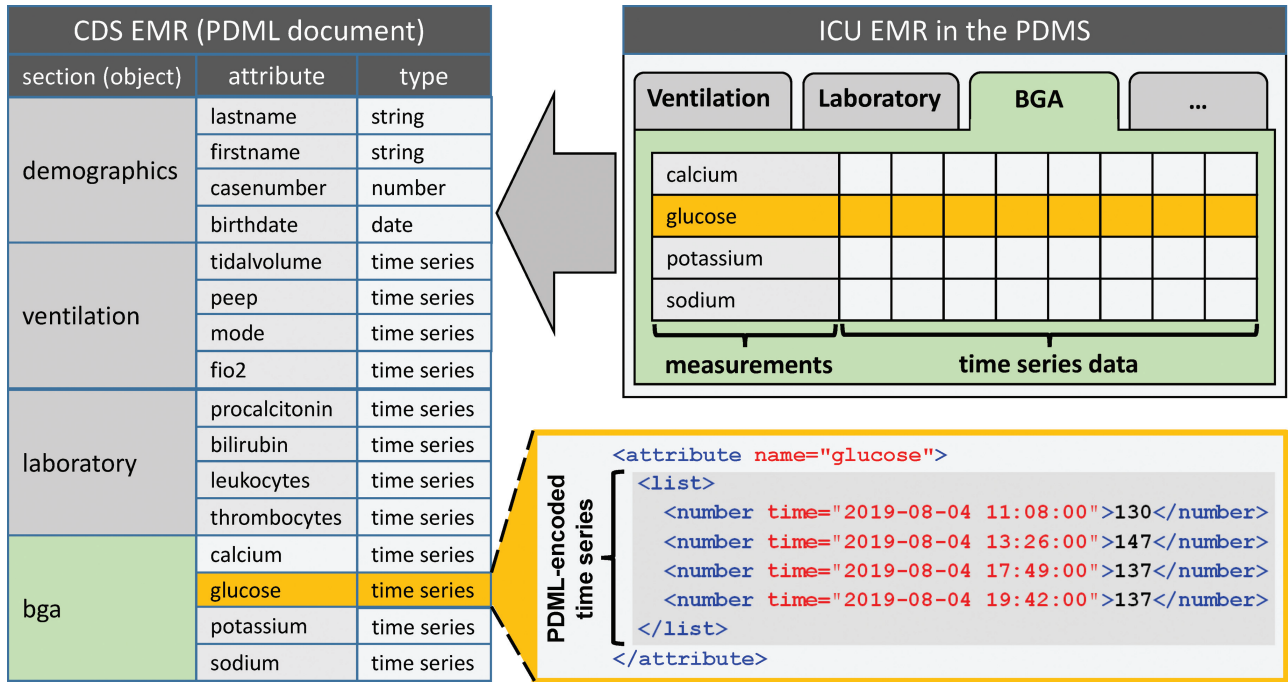 CDS EMR (PDML document)
section (object) attribute type
demographics
lastname string
firstname string
casenumber number
birthdate date
ventilation
tidalvolume time series
peep time series
mode time series
fio2 time series
laboratory
procalcitonin time series
bilirubin time series
leukocytes time series
thrombocytes time series
bga
calcium time series
glucose time series
potassium time series
sodium time series
ICU EMR in the PDMS
Ventilation Laboratory BGA ...
calcium
glucose
potassium
sodium
measurements time series data
PDML-encoded
time series
<attribute name="glucose">
<list>
<number time="2019-08-04 11:08:00">130</number>
<number time="2019-08-04 13:26:00">147</number>
<number time="2019-08-04 17:49:00">137</number>
<number time="2019-08-04 19:42:00">137</number>
</list>
</attribute>